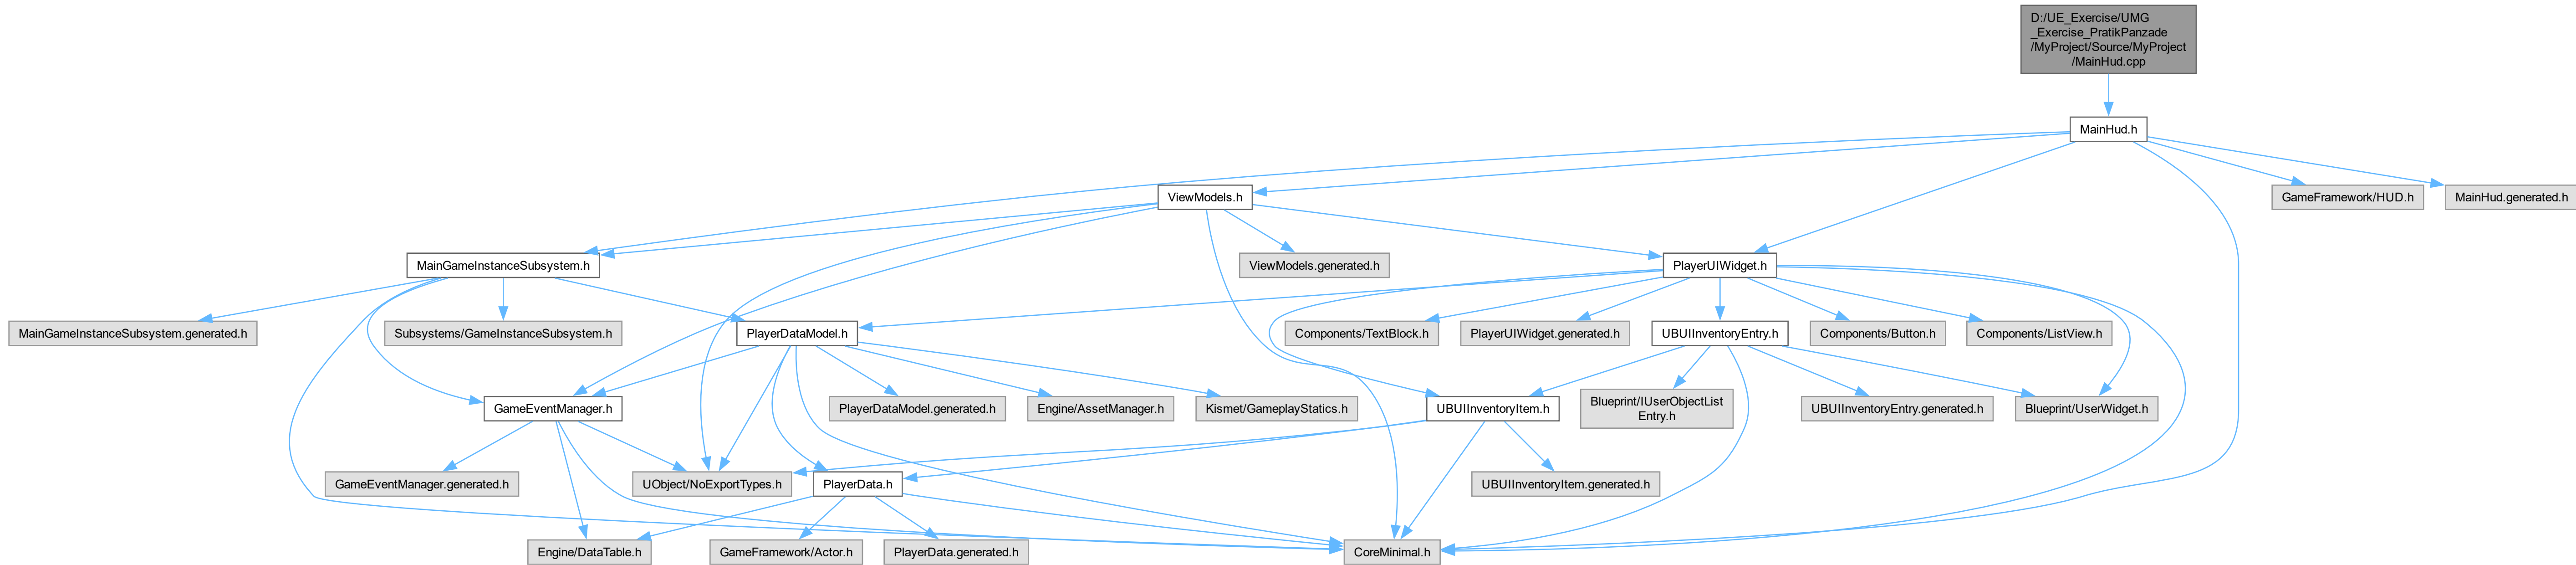 D:/UE_Exercise/UMG
_Exercise_PratikPanzade
/MyProject/Source/MyProject
/MainHud.cpp
MainHud.h
ViewModels.h
GameFramework/HUD.h
MainHud.generated.h
MainGameInstanceSubsystem.h
ViewModels.generated.h
PlayerUIWidget.h
MainGameInstanceSubsystem.generated.h
Subsystems/GameInstanceSubsystem.h
PlayerDataModel.h
Components/TextBlock.h
PlayerUIWidget.generated.h
UBUIInventoryEntry.h
Components/Button.h
Components/ListView.h
GameEventManager.h
PlayerDataModel.generated.h
Engine/AssetManager.h
Kismet/GameplayStatics.h
UBUIInventoryItem.h
Blueprint/IUserObjectList
Entry.h
UBUIInventoryEntry.generated.h
Blueprint/UserWidget.h
GameEventManager.generated.h
UObject/NoExportTypes.h
PlayerData.h
UBUIInventoryItem.generated.h
Engine/DataTable.h
GameFramework/Actor.h
PlayerData.generated.h
CoreMinimal.h